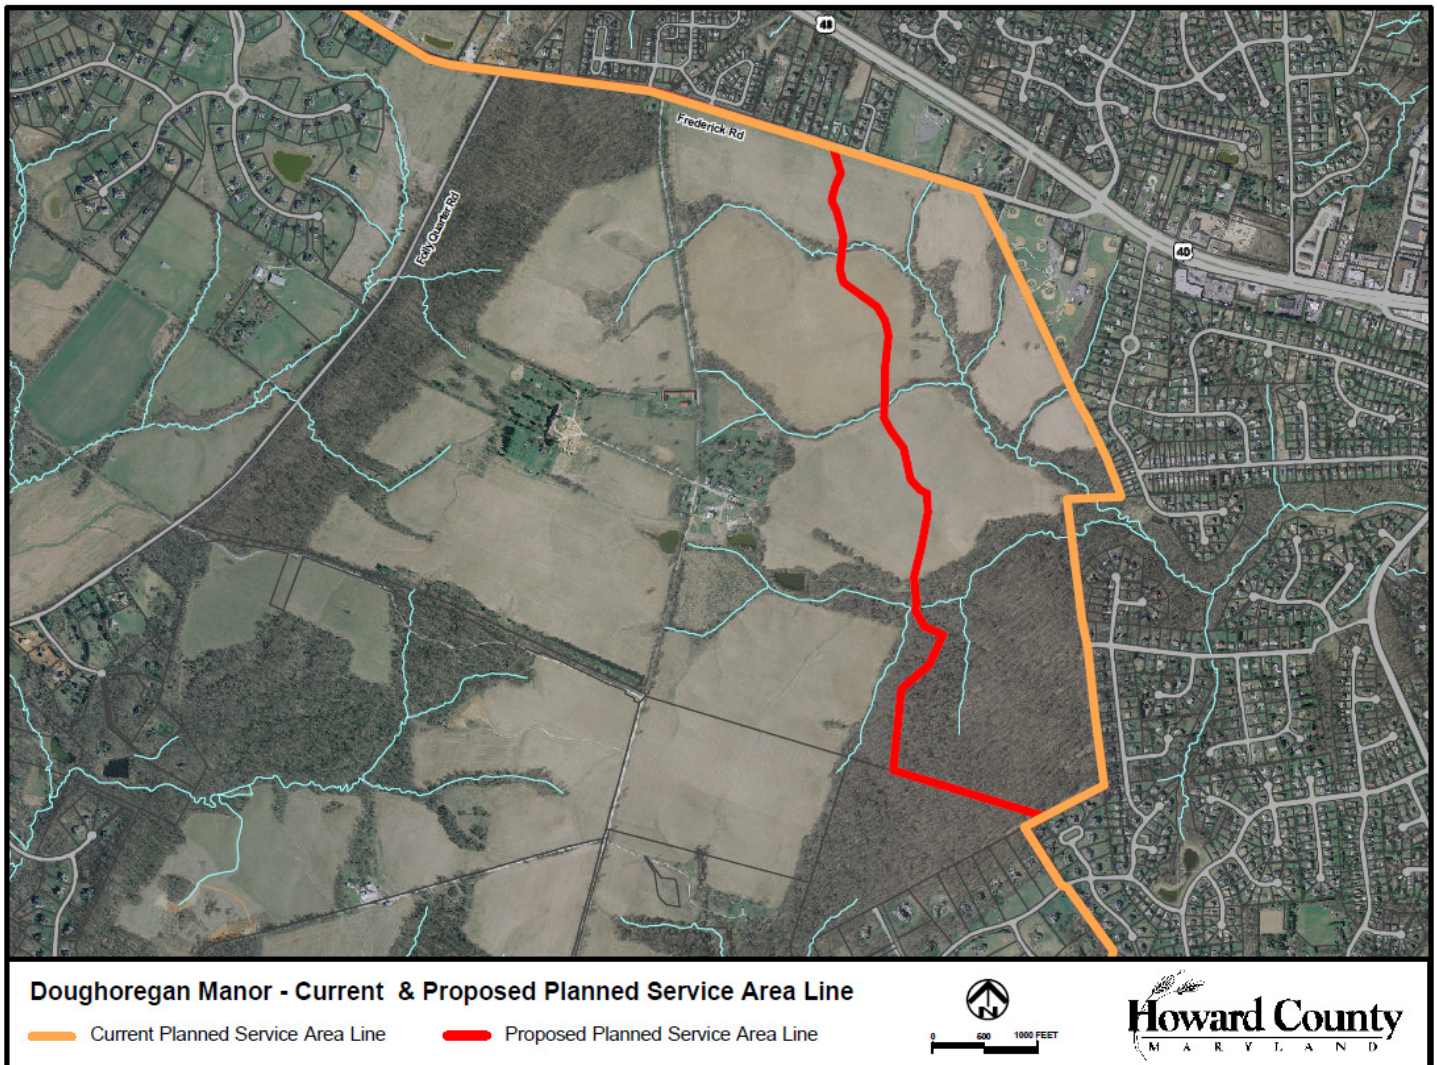 40
Frederick Rd
Folly Quarter Rd
40
Doughoregan Manor - Current & Proposed Planned Service Area Line
Current Planned Service Area Line
Proposed Planned Service Area Line
0 500 1000 FEET
Howard County
MARYLAND